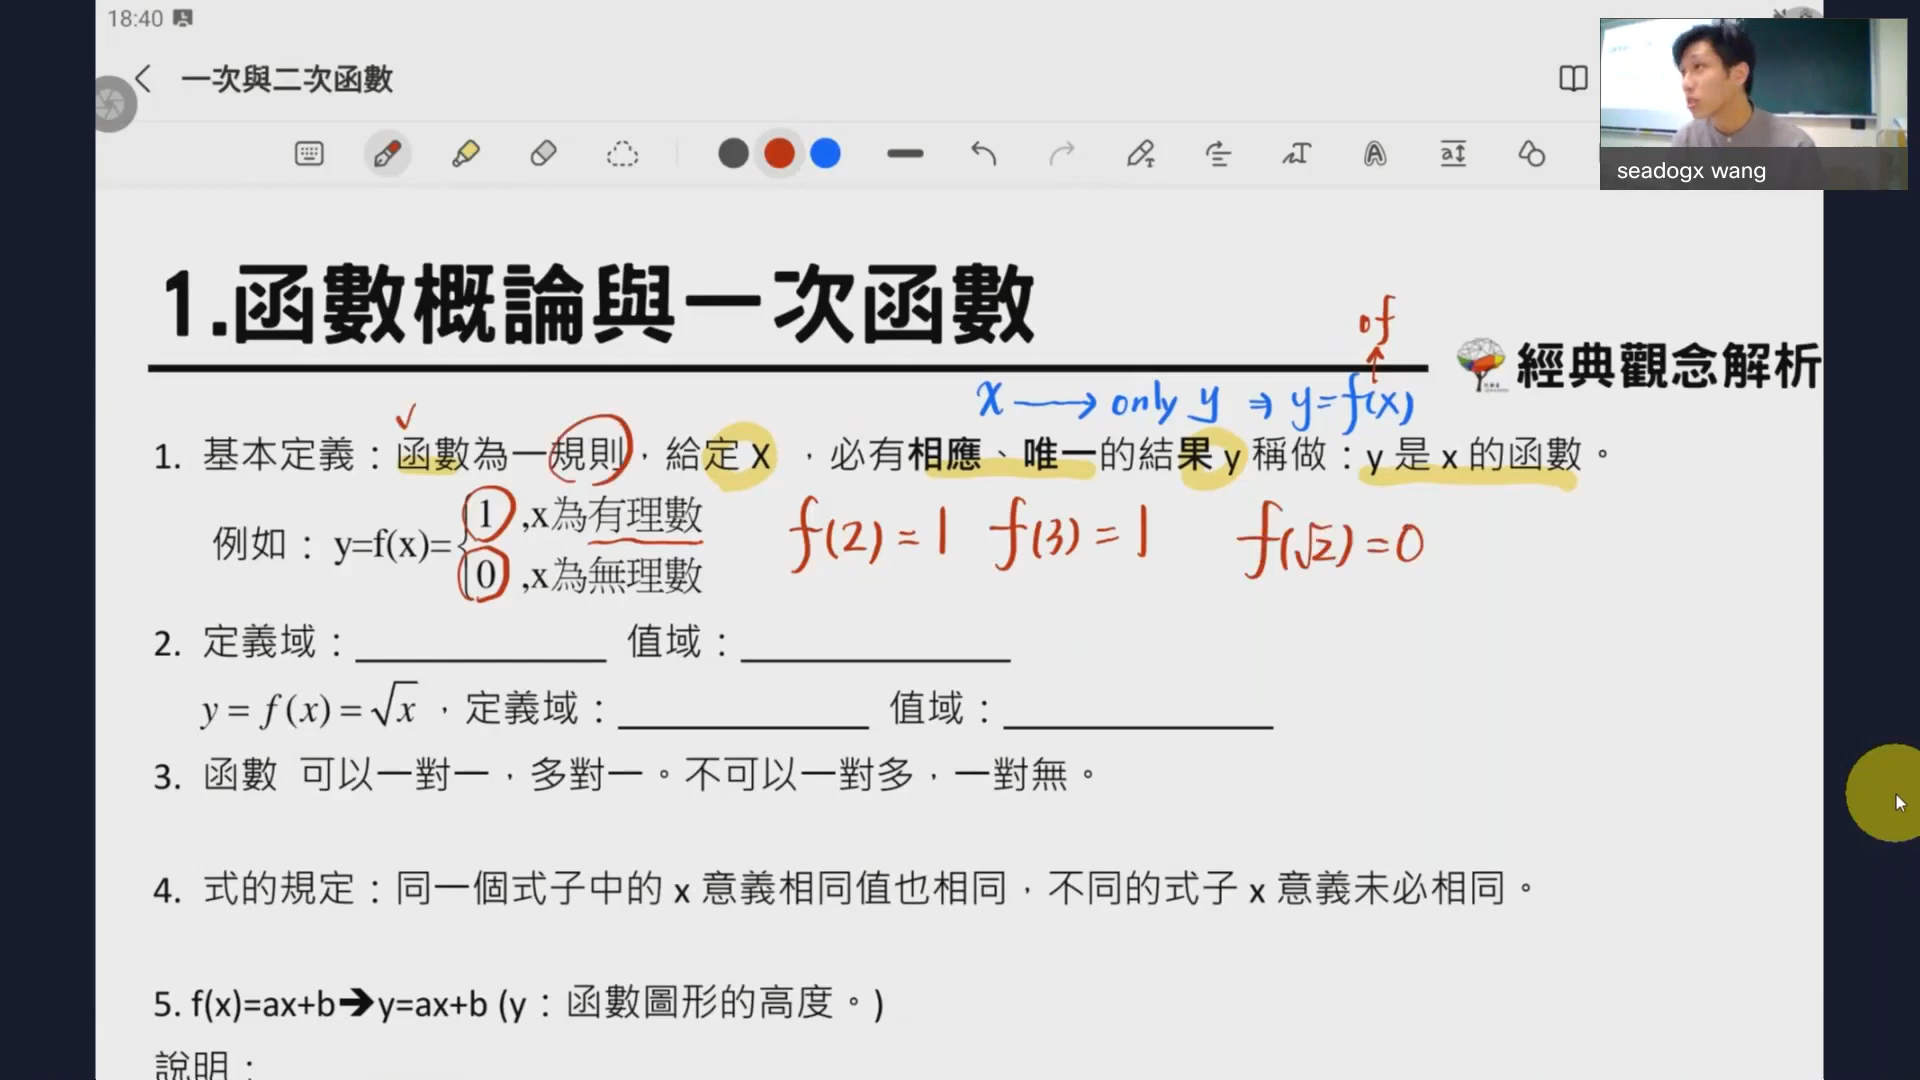 18:40
一次與二次函數
seadogx wang
1.函數概論與一次函數
of
經典觀念解析
x → only y ⇒ y=f(x)
✓
1. 基本定義：函數為一規則，給定 X ，必有相應、唯一的結果 y 稱做：y 是 x 的函數。
例如：y=f(x)={1 ,x為有理數
0 ,x為無理數
f(2)=1 f(3)=1 f(√2)=0
2. 定義域：____________ 值域：____________
y = f(x) = √x ，定義域：____________ 值域：____________
3. 函數 可以一對一，多對一。不可以一對多，一對無。
4. 式的規定：同一個式子中的 x 意義相同值也相同，不同的式子 x 意義未必相同。
5. f(x)=ax+b➔y=ax+b (y：函數圖形的高度。)
說明：